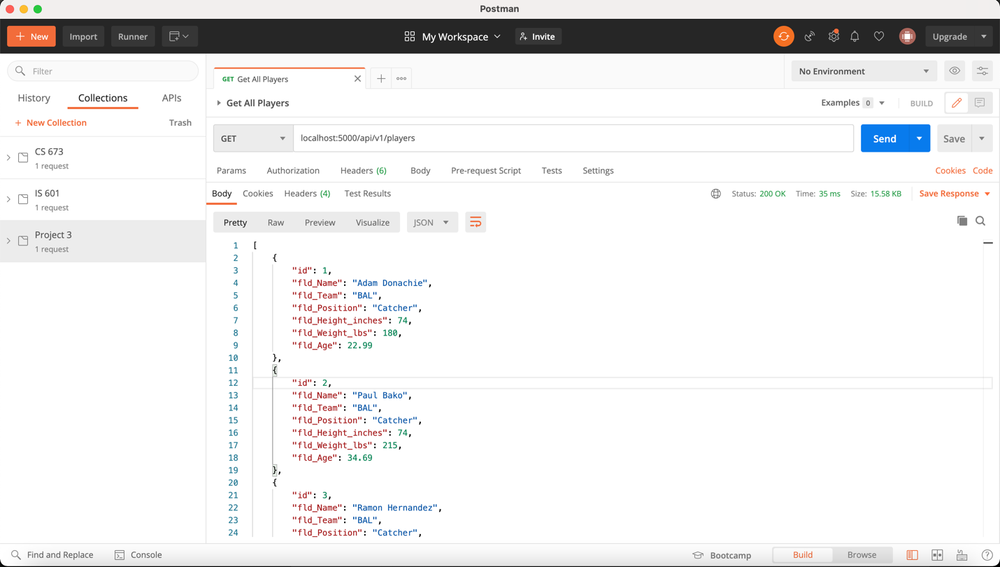 Postman
New
Import
Runner
My Workspace
Invite
Upgrade
Filter
History
Collections
APIs
+ New Collection
Trash
CS 673
1 request
IS 601
1 request
Project 3
1 request
GET Get All Players
No Environment
Get All Players
Examples 0
BUILD
GET
localhost:5000/api/v1/players
Send
Save
Params
Authorization
Headers (6)
Body
Pre-request Script
Tests
Settings
Cookies
Code
Body
Cookies
Headers (4)
Test Results
Status: 200 OK
Time: 35 ms
Size: 15.58 KB
Save Response
Pretty
Raw
Preview
Visualize
JSON
1 [
2 {
3 "id": 1,
4 "fld_Name": "Adam Donachie",
5 "fld_Team": "BAL",
6 "fld_Position": "Catcher",
7 "fld_Height_inches": 74,
8 "fld_Weight_lbs": 180,
9 "fld_Age": 22.99
10 },
11 {
12 "id": 2,
13 "fld_Name": "Paul Bako",
14 "fld_Team": "BAL",
15 "fld_Position": "Catcher",
16 "fld_Height_inches": 74,
17 "fld_Weight_lbs": 215,
18 "fld_Age": 34.69
19 },
20 {
21 "id": 3,
22 "fld_Name": "Ramon Hernandez",
23 "fld_Team": "BAL",
24 "fld_Position": "Catcher",
Find and Replace
Console
Bootcamp
Build
Browse